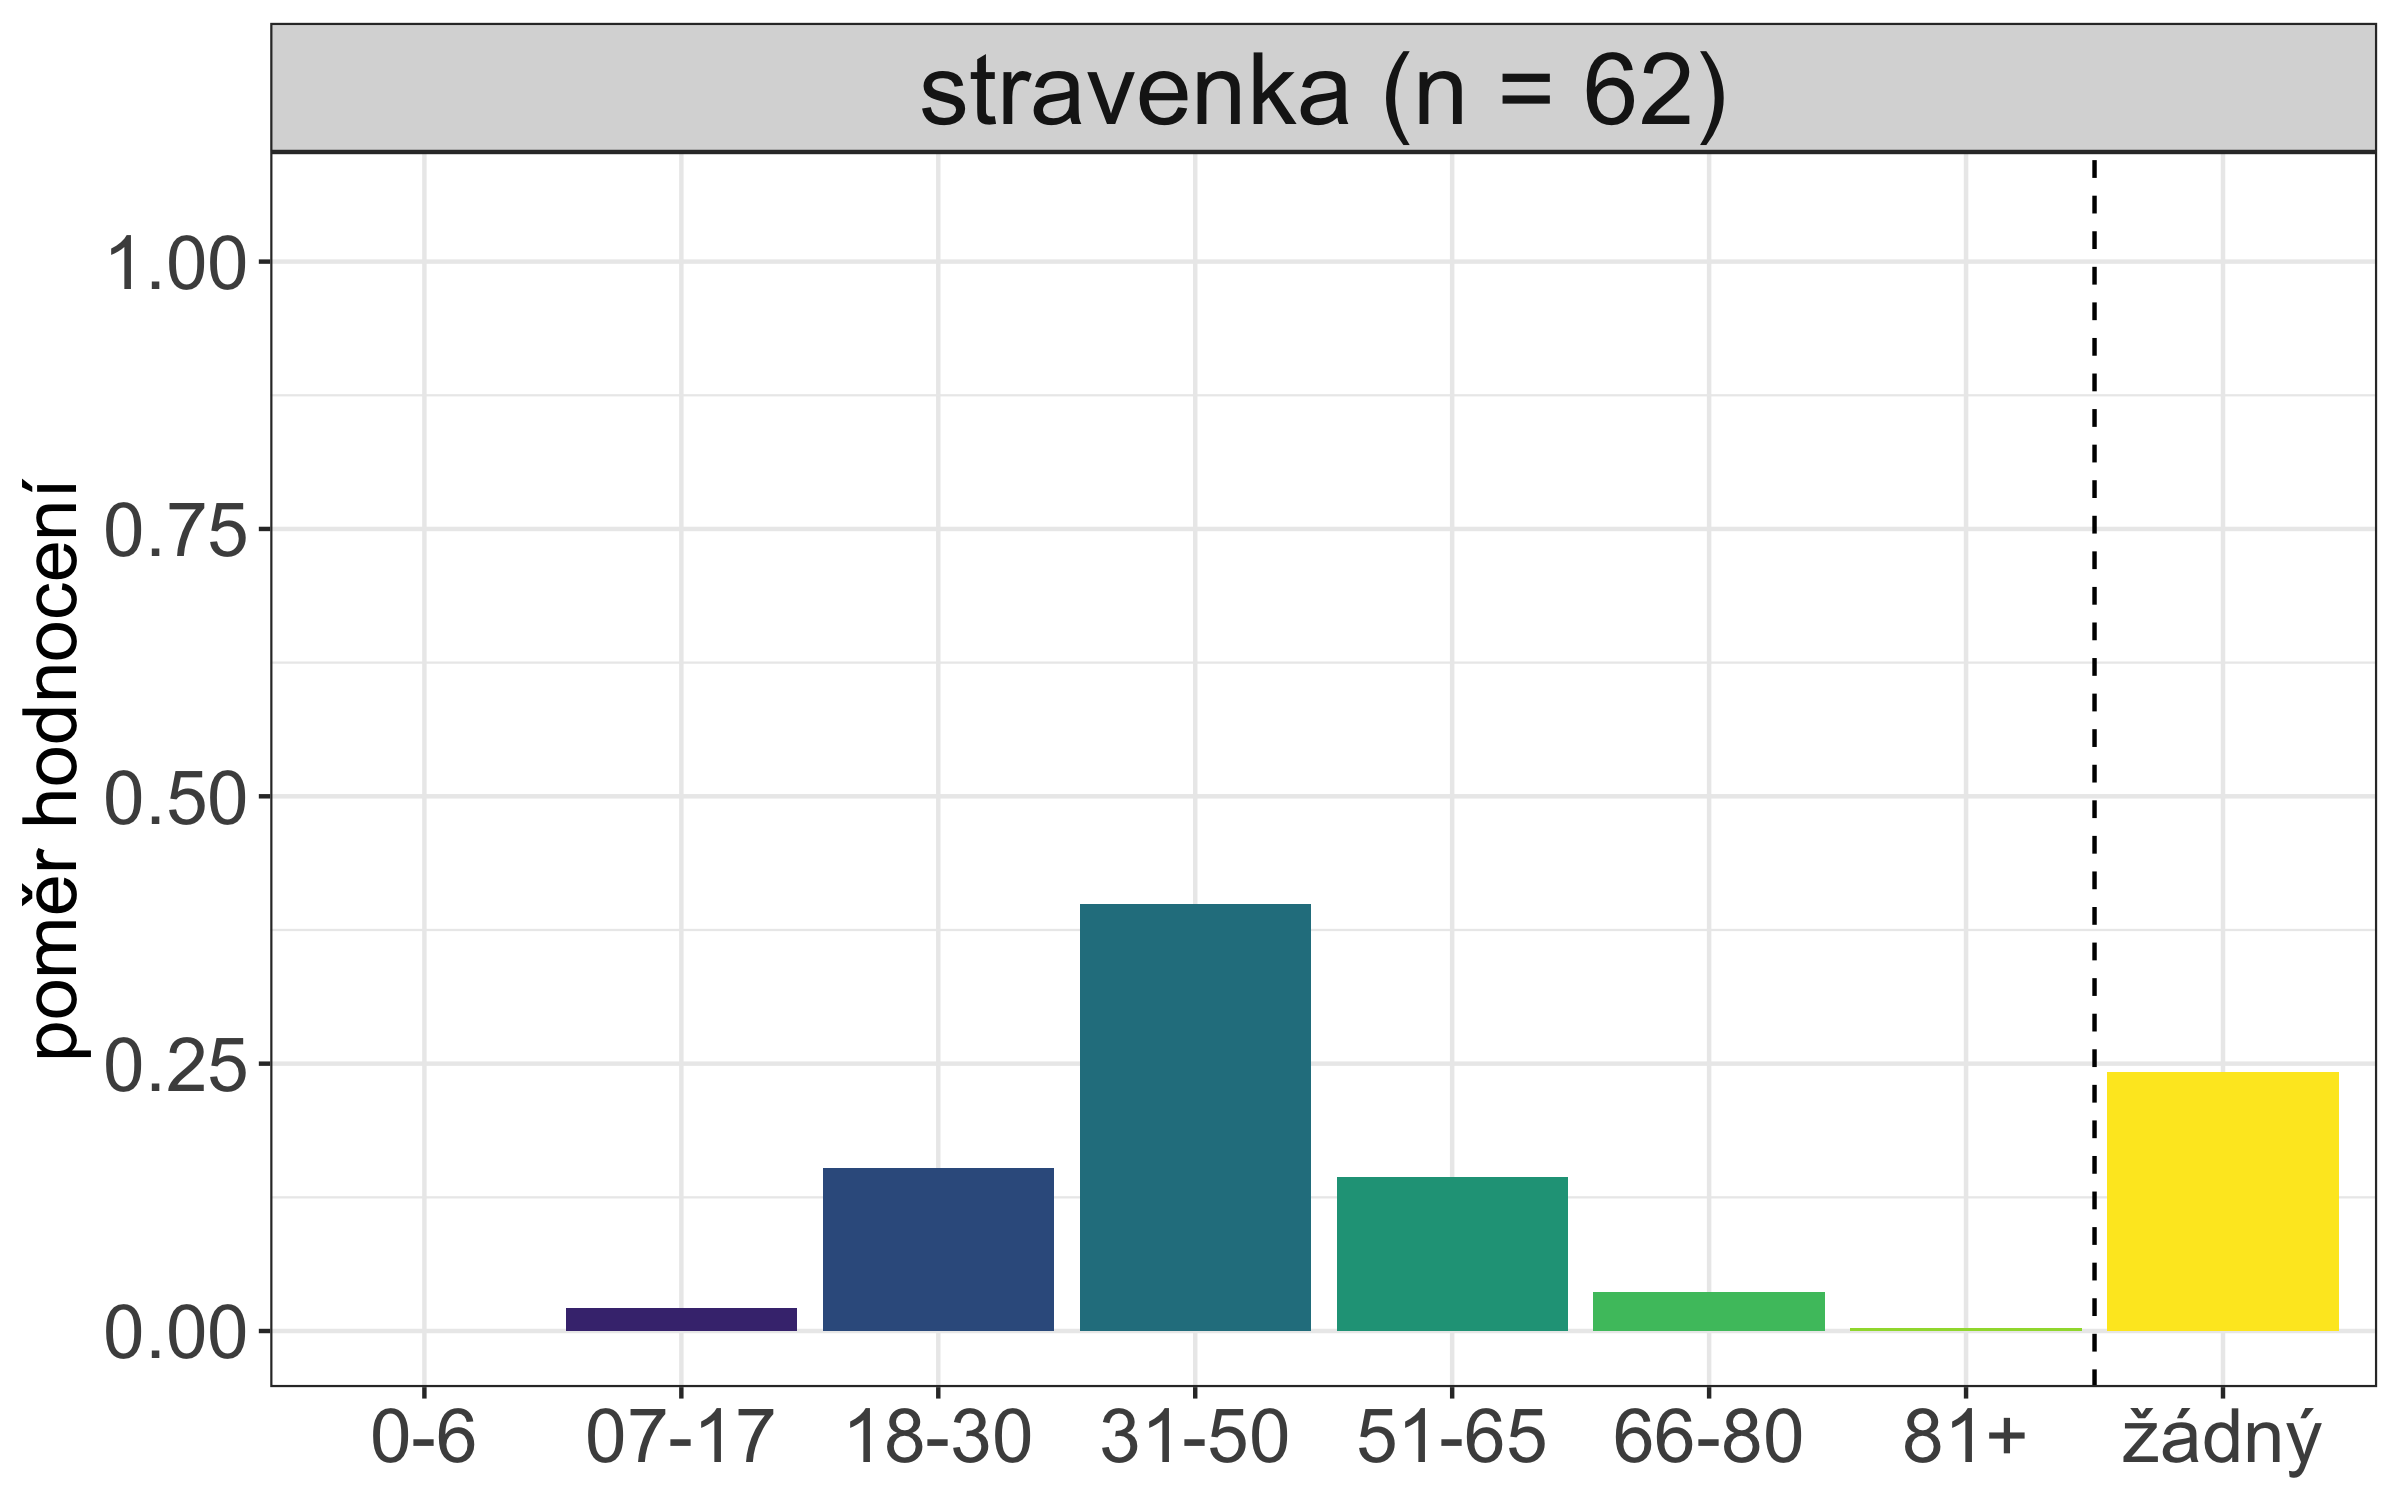 stravenka (n = 62)
poměr hodnocení
1.00
0.75
0.50
0.25
0.00
0-6 07-17 18-30 31-50 51-65 66-80 81+ žádný